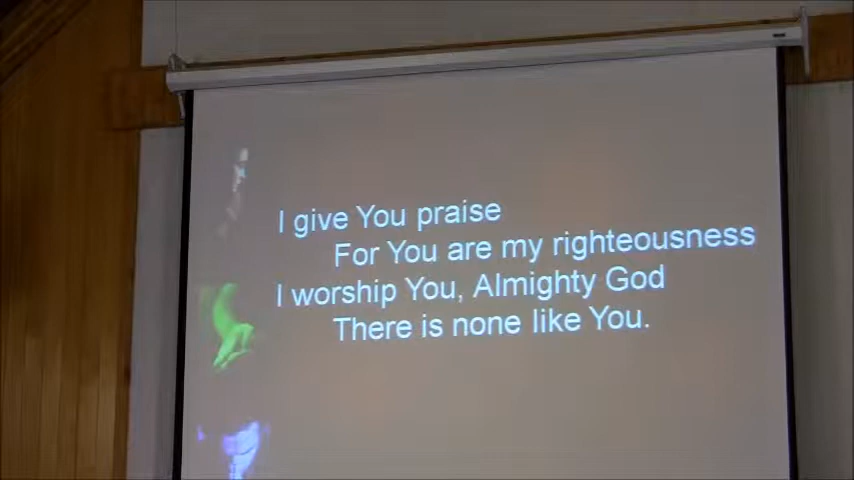 I give You praise
For You are my righteousness
I worship You, Almighty God
There is none like You.